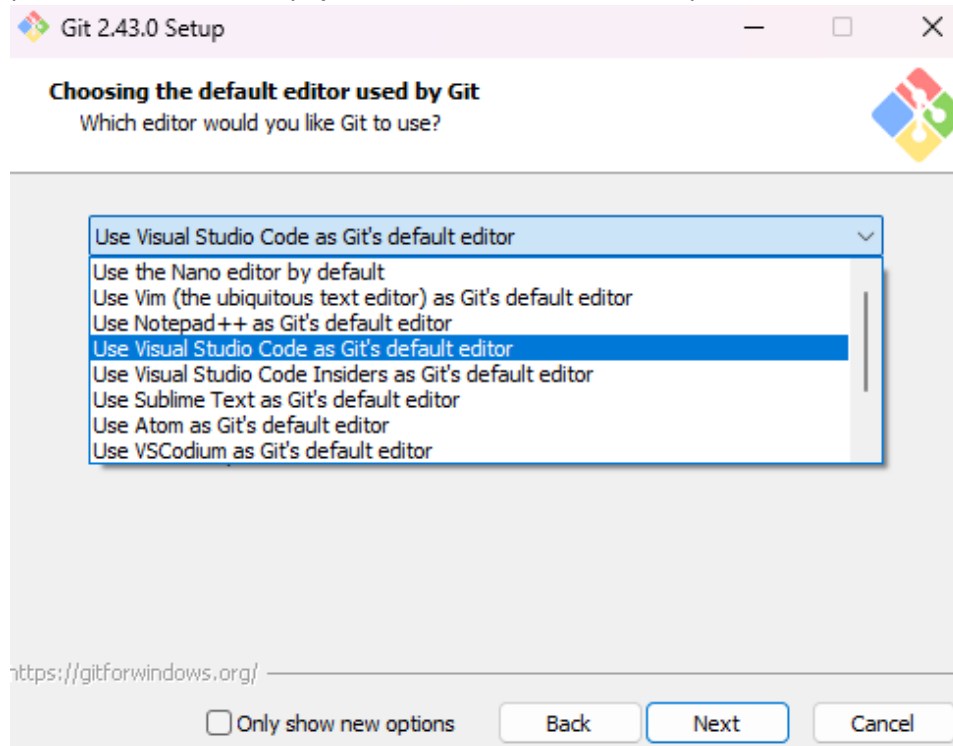 Git 2.43.0 Setup
Choosing the default editor used by Git
Which editor would you like Git to use?
Use Visual Studio Code as Git's default editor
Use the Nano editor by default
Use Vim (the ubiquitous text editor) as Git's default editor
Use Notepad++ as Git's default editor
Use Visual Studio Code as Git's default editor
Use Visual Studio Code Insiders as Git's default editor
Use Sublime Text as Git's default editor
Use Atom as Git's default editor
Use VSCodium as Git's default editor
https://gitforwindows.org/
Only show new options Back Next Cancel